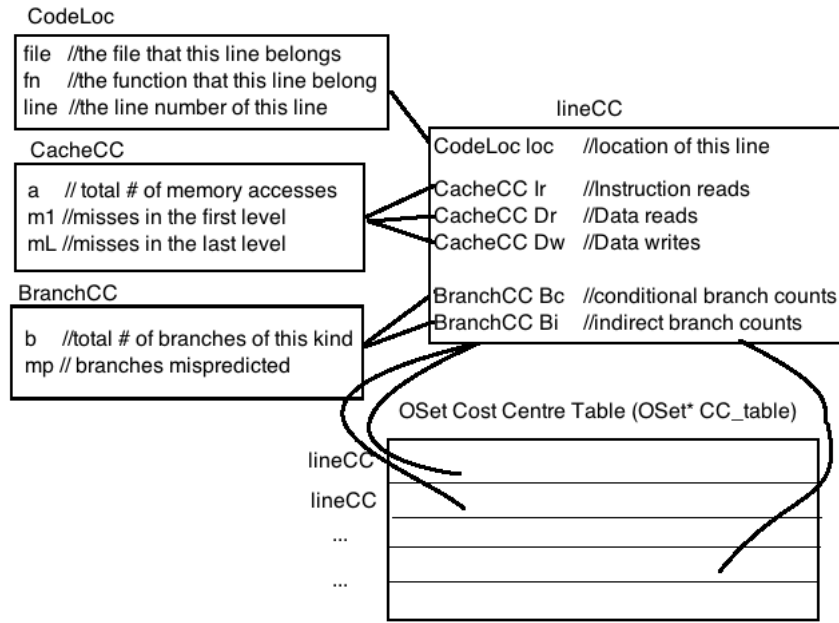 CodeLoc
file //the file that this line belongs
fn //the function that this line belong
line //the line number of this line
CacheCC
a // total # of memory accesses
m1 //misses in the first level
mL //misses in the last level
BranchCC
b //total # of branches of this kind
mp // branches mispredicted
lineCC
CodeLoc loc //location of this line
CacheCC Ir //Instruction reads
CacheCC Dr //Data reads
CacheCC Dw //Data writes
BranchCC Bc //conditional branch counts
BranchCC Bi //indirect branch counts
OSet Cost Centre Table (OSet* CC_table)
lineCC
lineCC
...
...